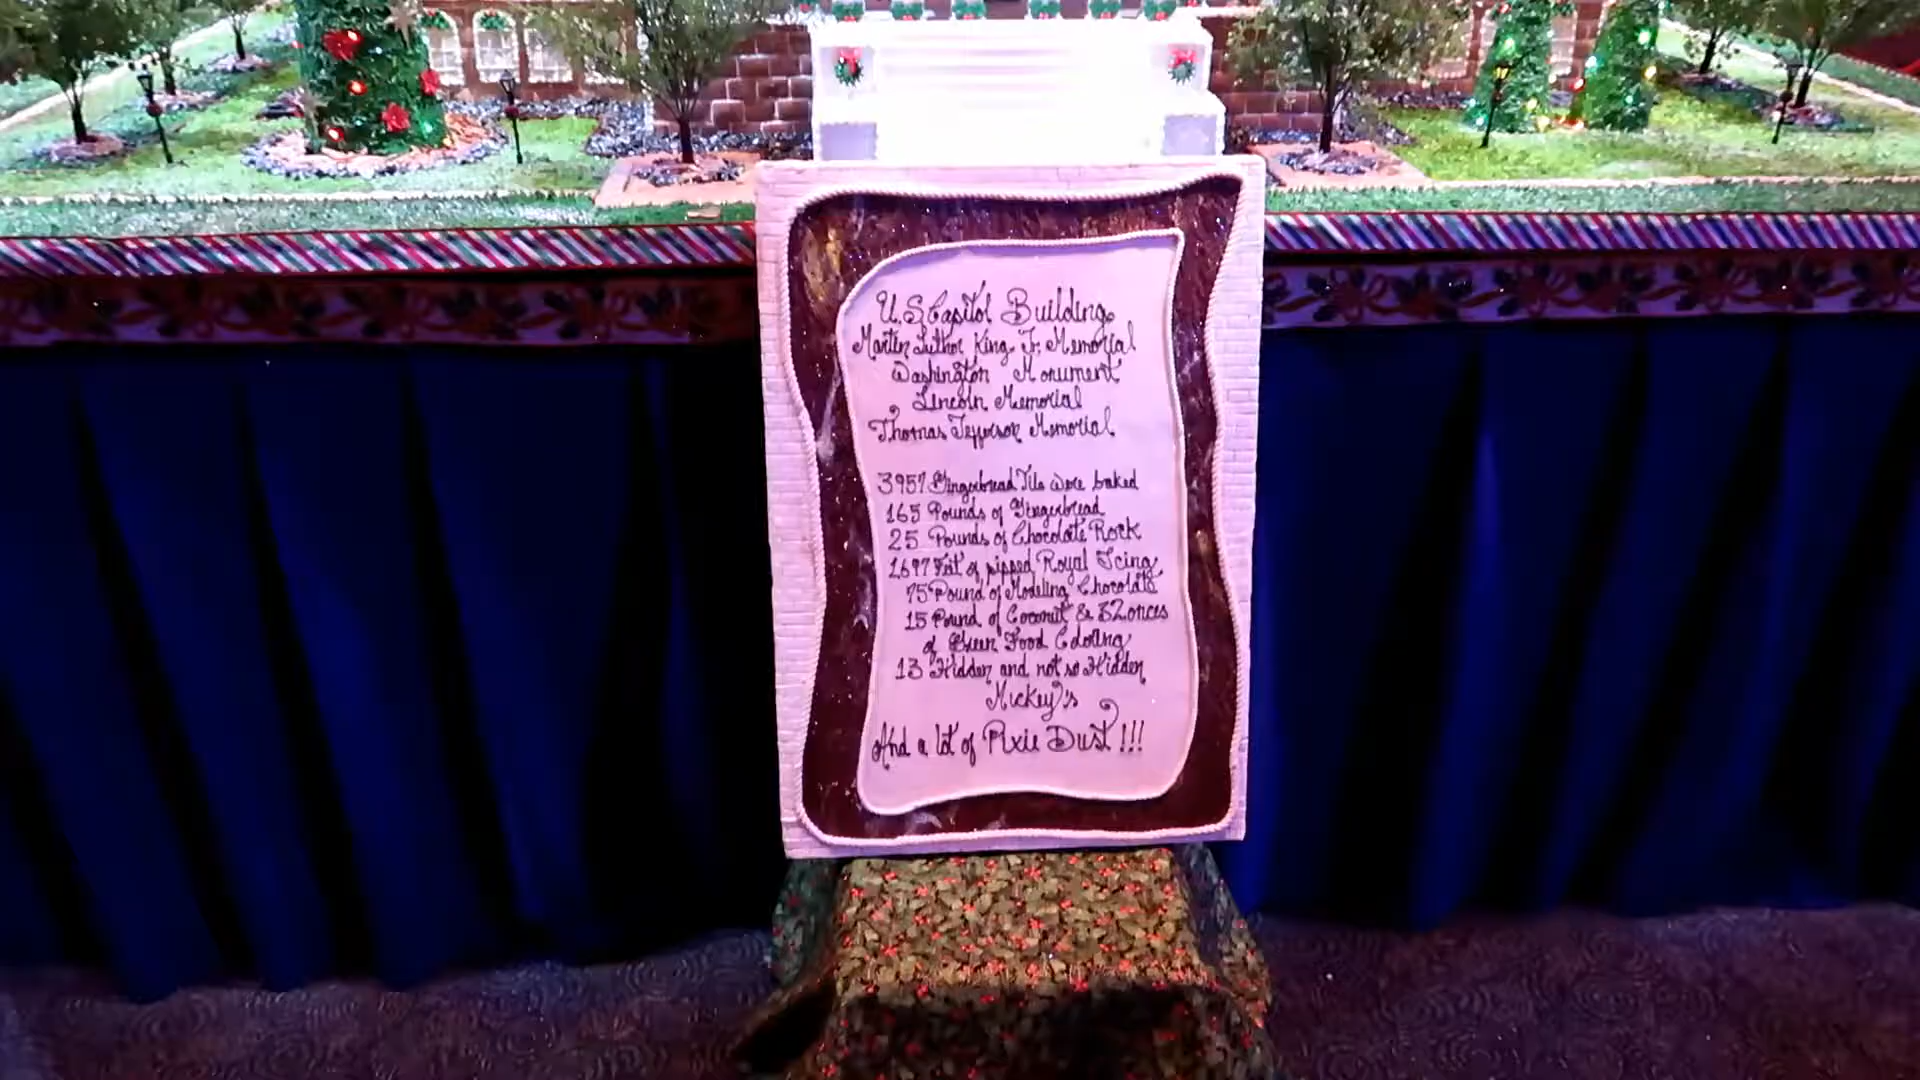 U.S Capitol Building
Martin Luther King Jr. Memorial
Washington Monument
Lincoln Memorial
Thomas Jefferson Memorial
3957 Gingerbread Tile were baked
165 Pounds of Gingerbread
25 Pounds of Chocolate Rock
1697 Feet of pipped Royal Icing
75 Pound of Modeling Chocolate
15 Pound of Coconut & 32 onces
of Green Food Coloring
13 Hidden and not so Hidden
Mickey's
And a lot of Pixie Dust !!!